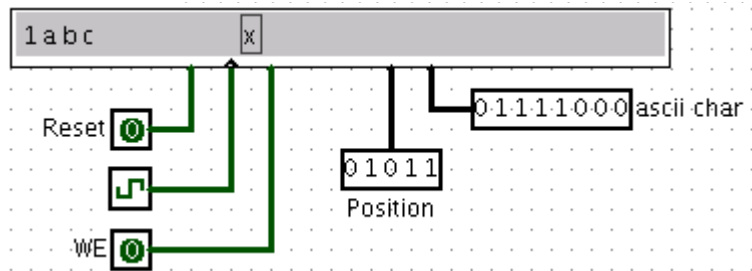 1abc x
01111000 ascii char
Reset 0
01011
Position
WE 0